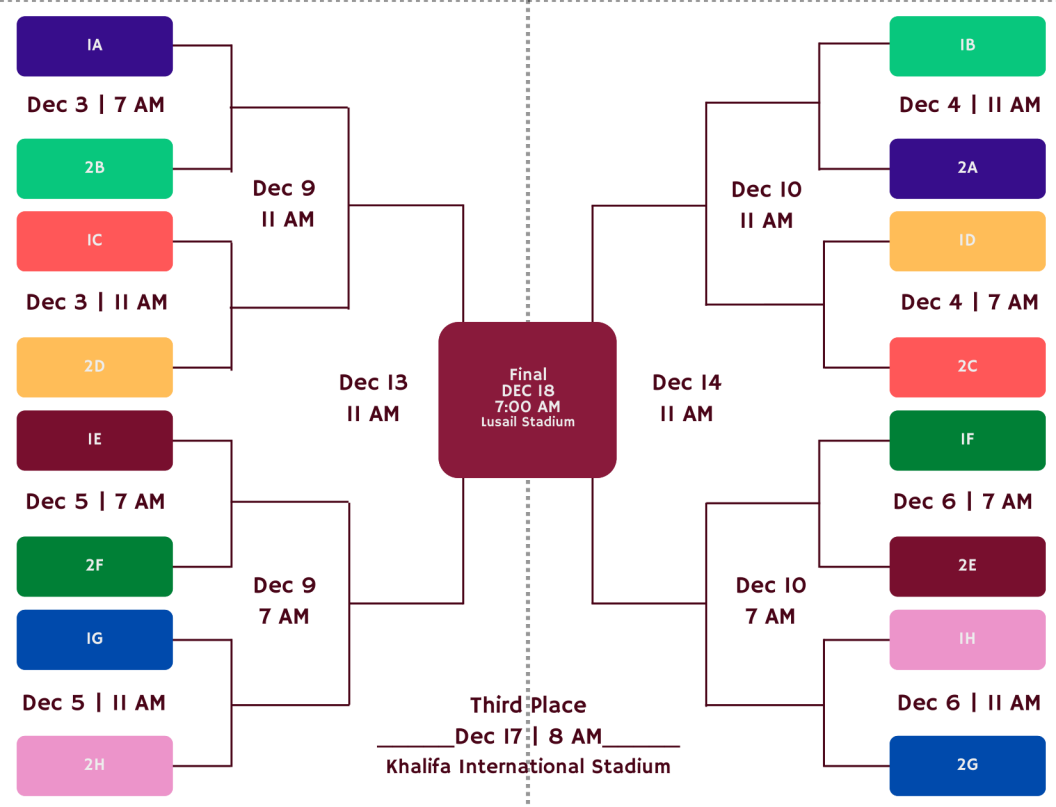 1A
Dec 3 | 7 AM
2B
1C
Dec 3 | 11 AM
2D
1E
Dec 5 | 7 AM
2F
1G
Dec 5 | 11 AM
2H
Dec 9
11 AM
Dec 9
7 AM
Dec 13
11 AM
Final
DEC 18
7:00 AM
Lusail Stadium
Dec 14
11 AM
Third Place
Dec 17 | 8 AM
Khalifa International Stadium
Dec 10
11 AM
Dec 10
7 AM
1B
Dec 4 | 11 AM
2A
1D
Dec 4 | 7 AM
2C
1F
Dec 6 | 7 AM
2E
1H
Dec 6 | 11 AM
2G